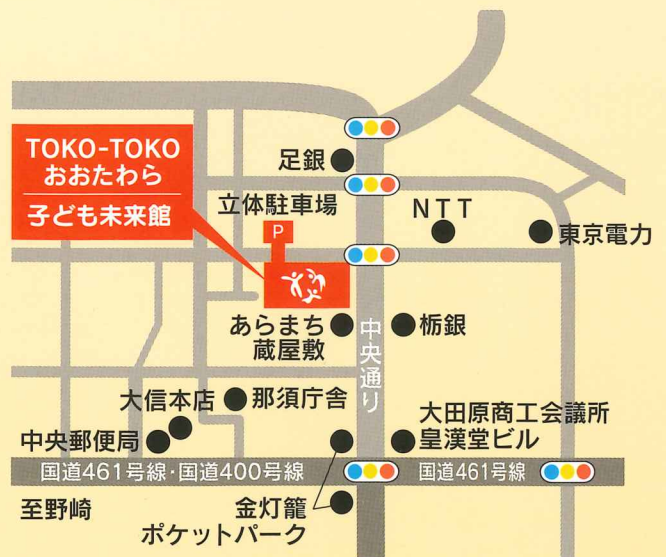 TOKO-TOKO
おおたわら
子ども未来館
足銀
立体駐車場
P
NTT
東京電力
あらまち
蔵屋敷
中央通り
栃銀
大信本店
那須庁舎
大田原商工会議所
皇漢堂ビル
中央郵便局
国道461号線・国道400号線
国道461号線
至野崎
金灯籠
ポケットパーク